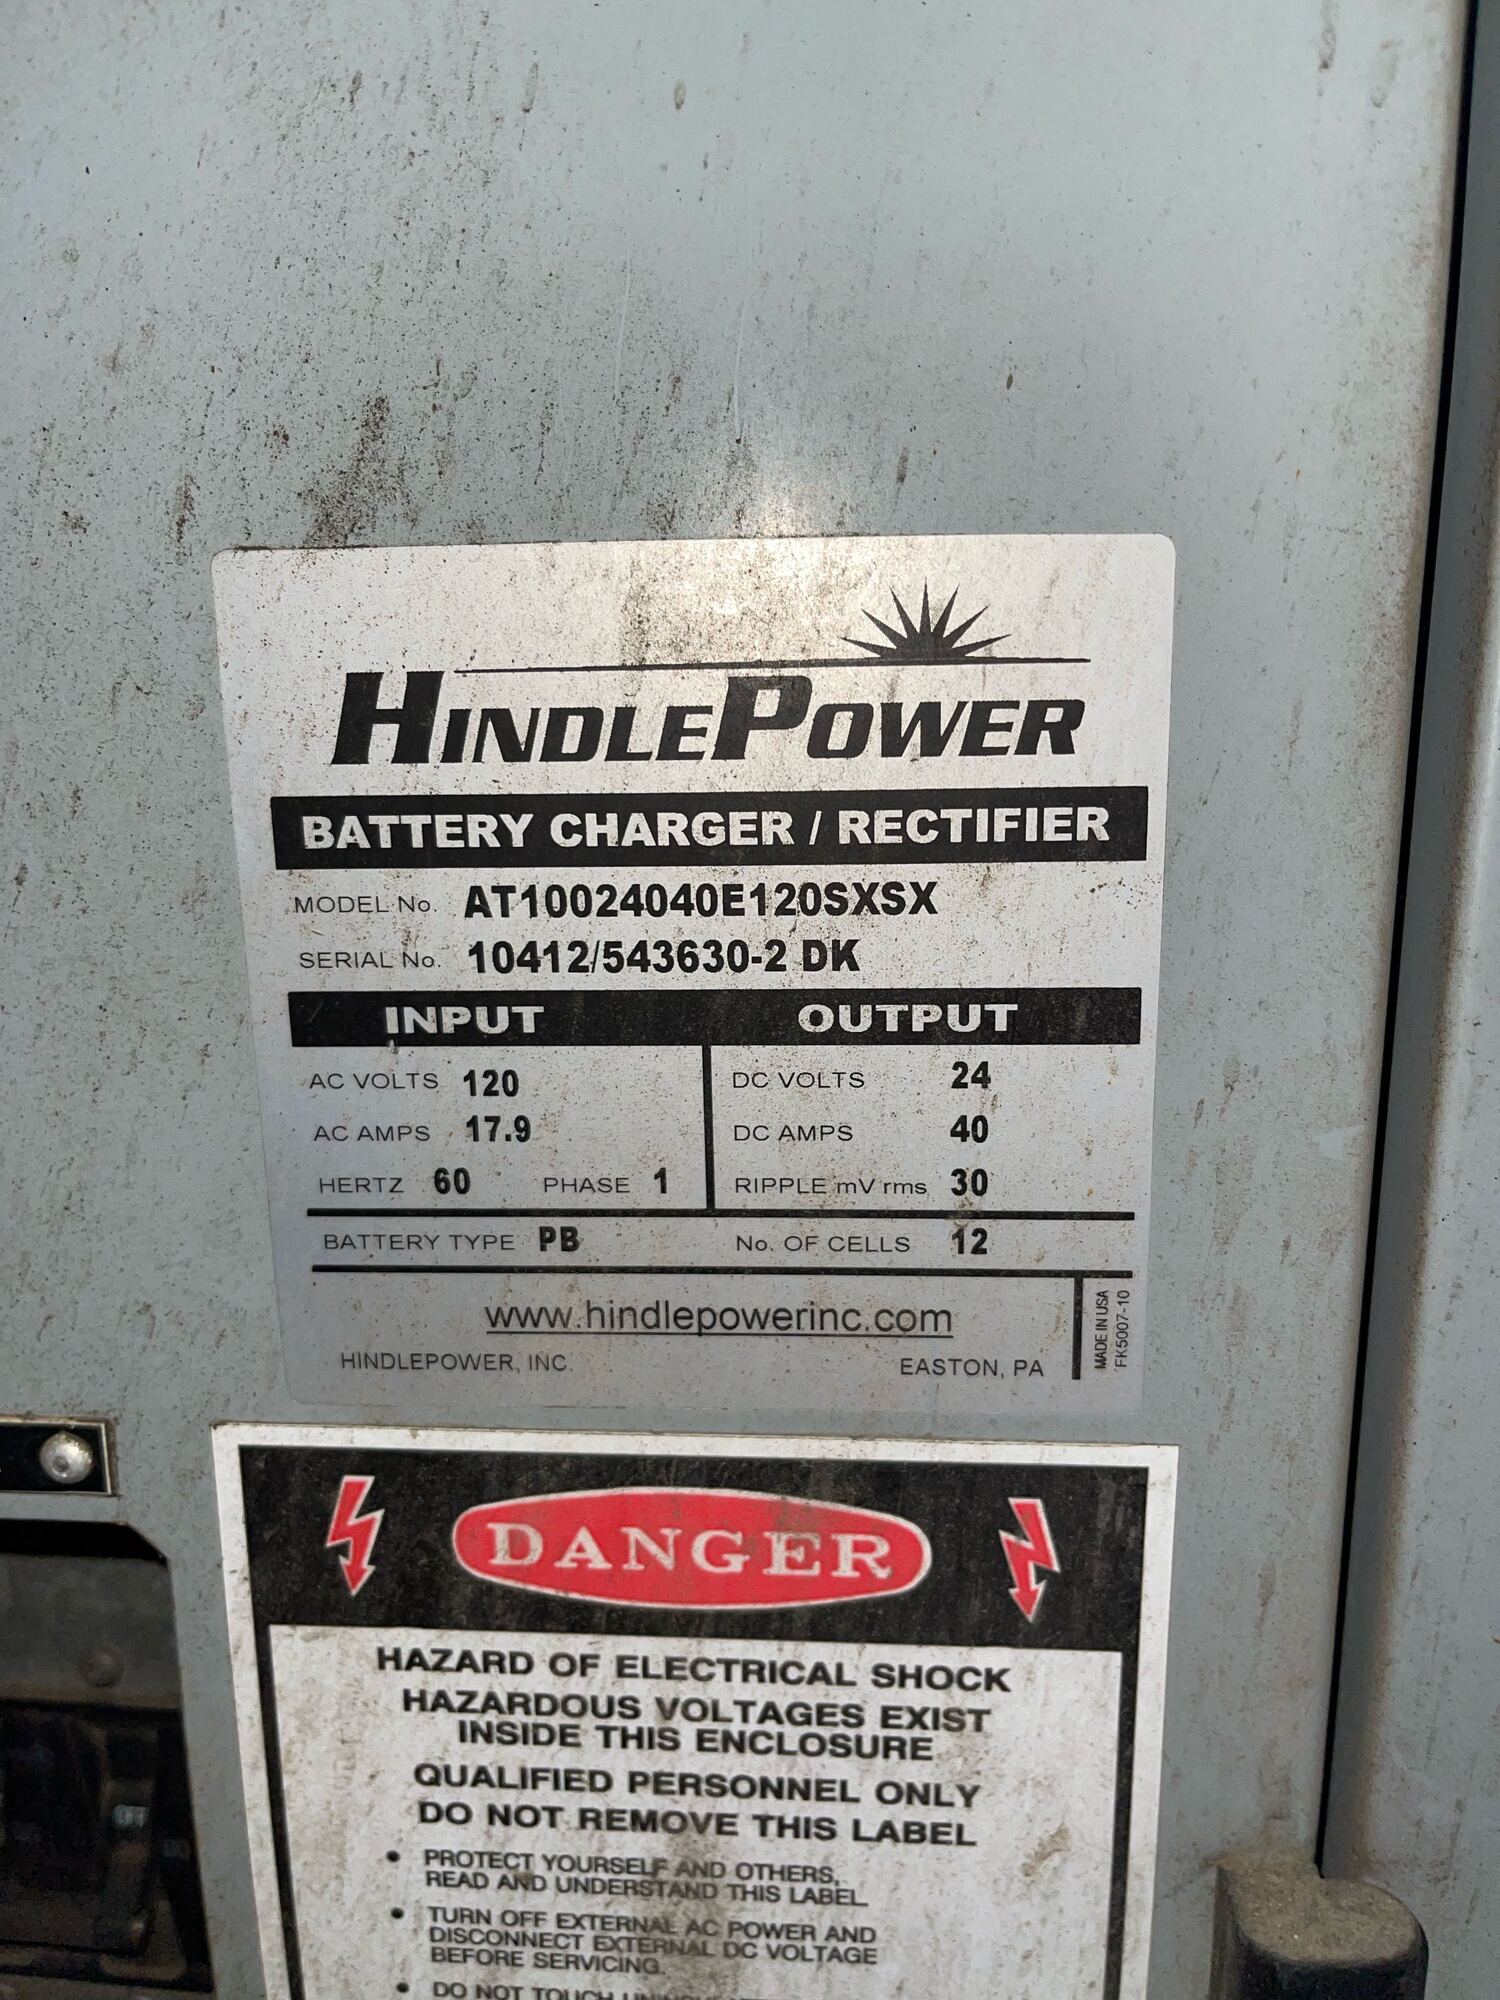 HINDLEPOWER
BATTERY CHARGER / RECTIFIER
MODEL No. AT10024040E120SXSX
SERIAL No. 10412/543630-2 DK
INPUT OUTPUT
AC VOLTS 120 DC VOLTS 24
AC AMPS 17.9 DC AMPS 40
HERTZ 60 PHASE 1 RIPPLE mV rms 30
BATTERY TYPE PB No. OF CELLS 12
www.hindlepowerinc.com
HINDLEPOWER, INC. EASTON, PA
MADE IN USA
FK5007-10
DANGER
HAZARD OF ELECTRICAL SHOCK
HAZARDOUS VOLTAGES EXIST
INSIDE THIS ENCLOSURE
QUALIFIED PERSONNEL ONLY
DO NOT REMOVE THIS LABEL
• PROTECT YOURSELF AND OTHERS,
READ AND UNDERSTAND THIS LABEL
• TURN OFF EXTERNAL AC POWER AND
DISCONNECT EXTERNAL DC VOLTAGE
BEFORE SERVICING.
• DO NOT TOUCH